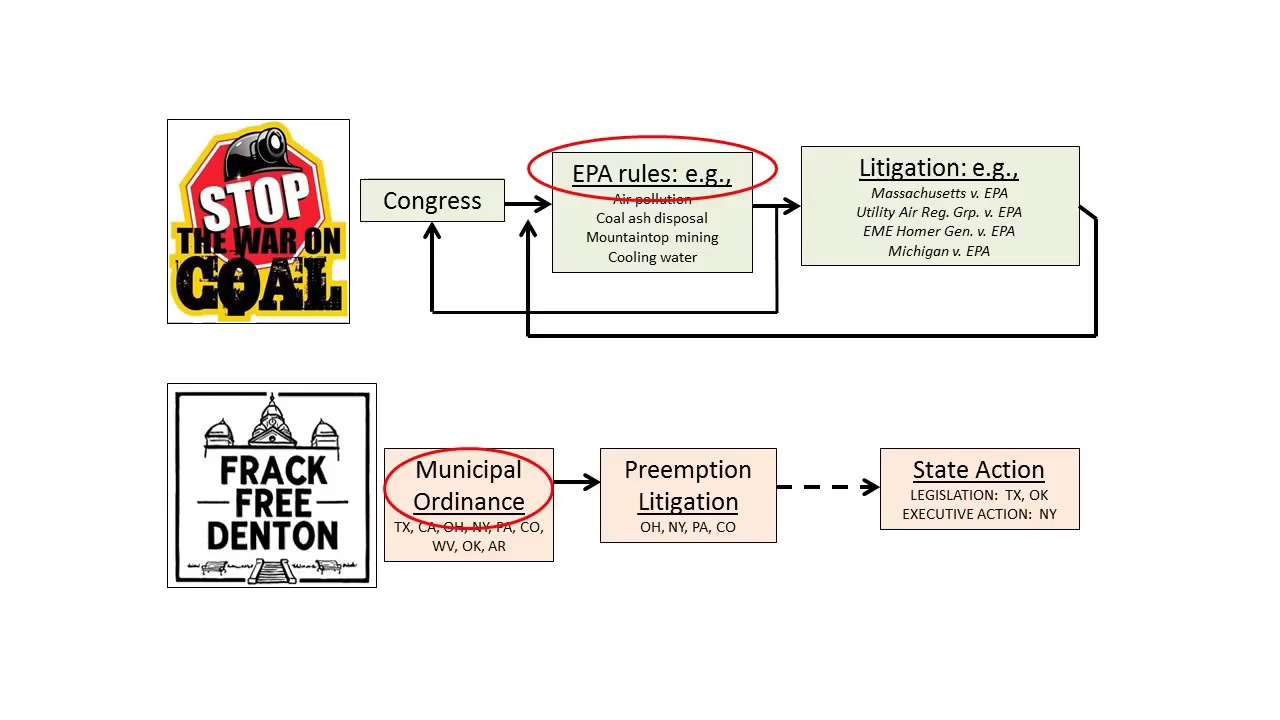 STOP
THE WAR ON
COAL
Congress
EPA rules: e.g.,
Air pollution
Coal ash disposal
Mountaintop mining
Cooling water
Litigation: e.g.,
Massachusetts v. EPA
Utility Air Reg. Grp. v. EPA
EME Homer Gen. v. EPA
Michigan v. EPA
FRACK
FREE
DENTON
Municipal
Ordinance
TX, CA, OH, NY, PA, CO,
WV, OK, AR
Preemption
Litigation
OH, NY, PA, CO
State Action
LEGISLATION: TX, OK
EXECUTIVE ACTION: NY